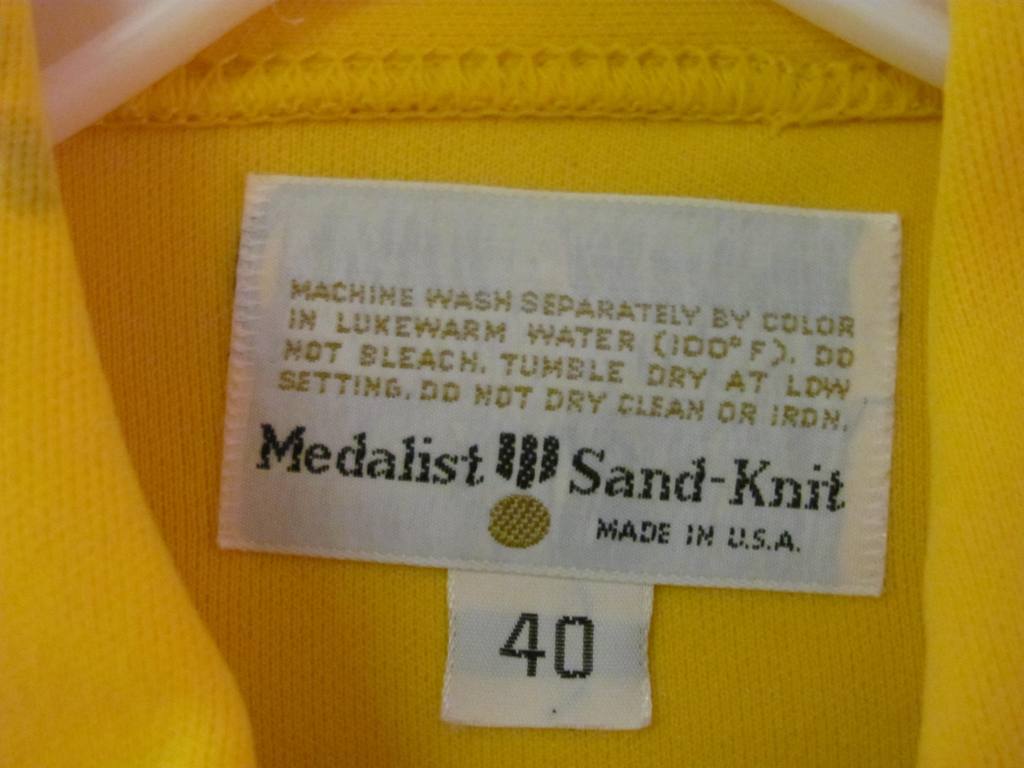 MACHINE WASH SEPARATELY BY COLOR
IN LUKEWARM WATER (100° F). DO
NOT BLEACH. TUMBLE DRY AT LOW
SETTING. DO NOT DRY CLEAN OR IRON.
Medalist Sand-Knit
MADE IN U.S.A.
40